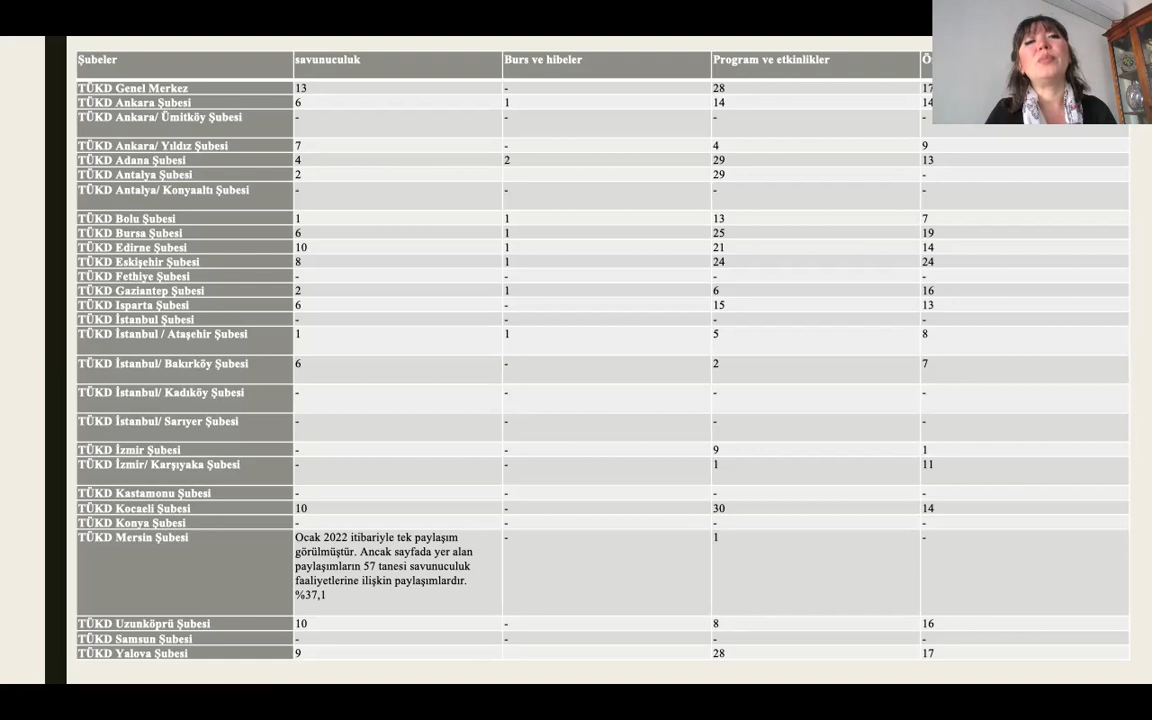 Şubeler savunuculuk Burs ve hibeler Program ve etkinlikler
TÜKD Genel Merkez 13 - 28 17
TÜKD Ankara Şubesi 6 1 14 14
TÜKD Ankara/ Ümitköy Şubesi - - - -
TÜKD Ankara/ Yıldız Şubesi 7 - 4 9
TÜKD Adana Şubesi 4 2 29 13
TÜKD Antalya Şubesi 2 29 -
TÜKD Antalya/ Konyaaltı Şubesi - - - -
TÜKD Bolu Şubesi 1 1 13 7
TÜKD Bursa Şubesi 6 1 25 19
TÜKD Edirne Şubesi 10 1 21 14
TÜKD Eskişehir Şubesi 8 1 24 24
TÜKD Fethiye Şubesi - - - -
TÜKD Gaziantep Şubesi 2 1 6 16
TÜKD Isparta Şubesi 6 - 15 13
TÜKD İstanbul Şubesi - - - -
TÜKD İstanbul / Ataşehir Şubesi 1 1 5 8
TÜKD İstanbul/ Bakırköy Şubesi 6 - 2 7
TÜKD İstanbul/ Kadıköy Şubesi - - - -
TÜKD İstanbul/ Sarıyer Şubesi - - - -
TÜKD İzmir Şubesi - - 9 1
TÜKD İzmir/ Karşıyaka Şubesi - - 1 11
TÜKD Kastamonu Şubesi - - - -
TÜKD Kocaeli Şubesi 10 - 30 14
TÜKD Konya Şubesi - - - -
TÜKD Mersin Şubesi Ocak 2022 itibariyle tek paylaşım - 1 -
görülmüştür. Ancak sayfada yer alan
paylaşımların 57 tanesi savunuculuk
faaliyetlerine ilişkin paylaşımlardır.
%37,1
TÜKD Uzunköprü Şubesi 10 - 8 16
TÜKD Samsun Şubesi - - - -
TÜKD Yalova Şubesi 9 28 17